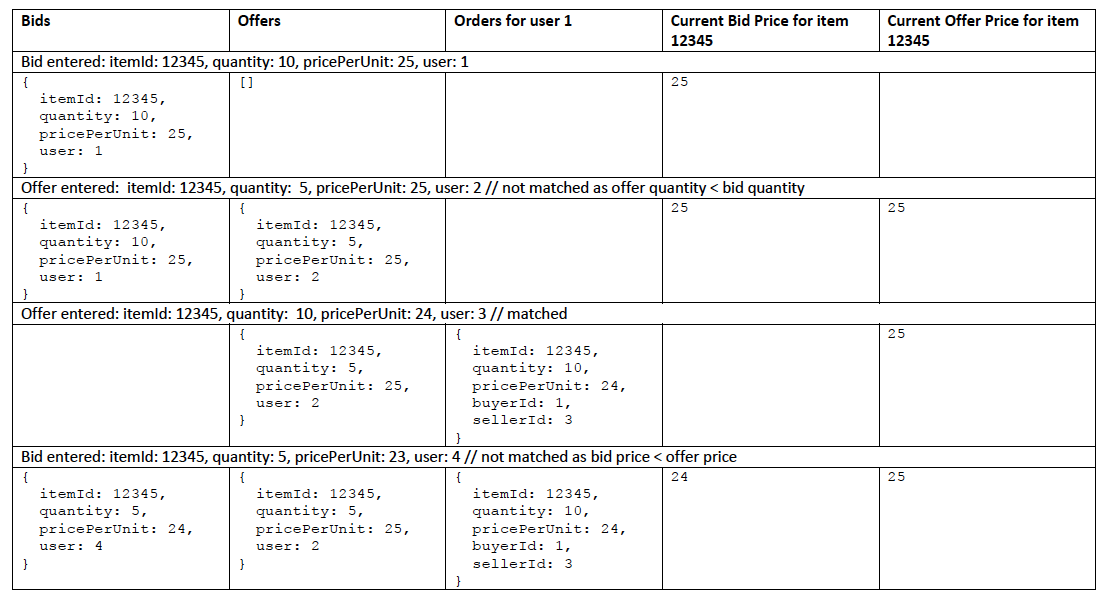 Bids Offers Orders for user 1 Current Bid Price for item 12345 Current Offer Price for item 12345
Bid entered: itemId: 12345, quantity: 10, pricePerUnit: 25, user: 1
{ [] 25
itemId: 12345,
quantity: 10,
pricePerUnit: 25,
user: 1
}
Offer entered:  itemId: 12345, quantity:  5, pricePerUnit: 25, user: 2 // not matched as offer quantity < bid quantity
{ { 25 25
itemId: 12345, itemId: 12345,
quantity: 10, quantity: 5,
pricePerUnit: 25, pricePerUnit: 25,
user: 1 user: 2
} }
Offer entered: itemId: 12345, quantity:  10, pricePerUnit: 24, user: 3 // matched
{ { 25
itemId: 12345, itemId: 12345,
quantity: 5, quantity: 10,
pricePerUnit: 25, pricePerUnit: 24,
user: 2 buyerId: 1,
} sellerId: 3
}
Bid entered: itemId: 12345, quantity: 5, pricePerUnit: 23, user: 4 // not matched as bid price < offer price
{ { { 24 25
itemId: 12345, itemId: 12345, itemId: 12345,
quantity: 5, quantity: 5, quantity: 10,
pricePerUnit: 24, pricePerUnit: 25, pricePerUnit: 24,
user: 4 user: 2 buyerId: 1,
} } sellerId: 3
}